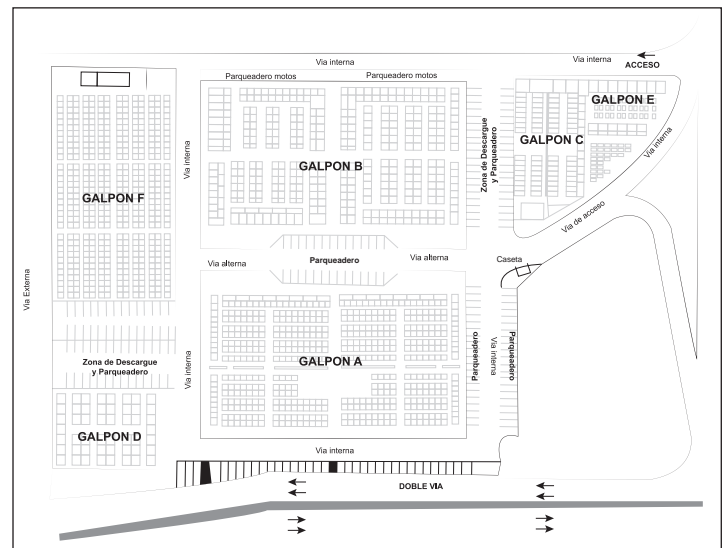 Via interna
Via interna
ACCESO
Parqueadero motos
Parqueadero motos
GALPON E
GALPON C
Via interna
Via interna
Zona de Descargue
y Parqueadero
GALPON B
GALPON F
Via de acceso
Via alterna
Parqueadero
Via alterna
Caseta
Via Externa
Zona de Descargue
y Parqueadero
Via interna
GALPON A
Parqueadero
Via interna
Parqueadero
GALPON D
Via interna
DOBLE VIA